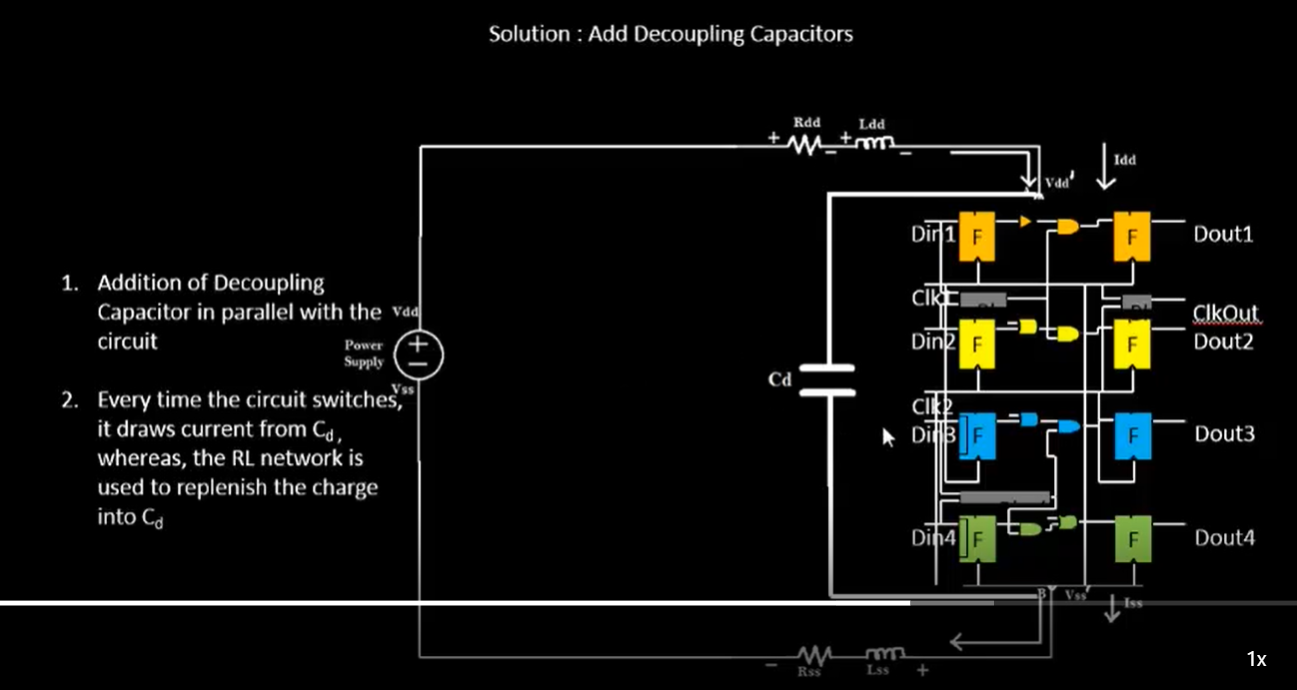 Solution : Add Decoupling Capacitors
Rdd
Ldd
+
+
Idd
Vdd'
Din1
F
F
Dout1
Clk1
ClkOut
Din2
F
F
Dout2
1. Addition of Decoupling
Capacitor in parallel with the
circuit
Vdd
Power
Supply
+
Vss
Cd
2. Every time the circuit switches,
it draws current from Cd,
whereas, the RL network is
used to replenish the charge
into Cd
Clk2
Din3
F
F
Dout3
Din4
F
F
Dout4
B
Vss'
Iss
Rss
Lss
+
1x